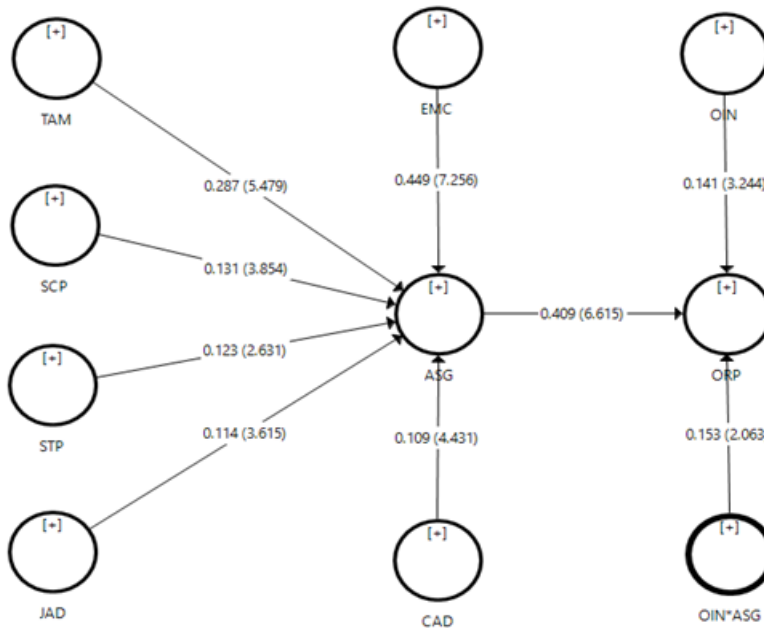 [+]
[+]
[+]
TAM
EMC
OIN
0.287 (5.479)
0.449 (7.256)
0.141 (3.244)
[+]
SCP
0.131 (3.854)
[+]
[+]
0.409 (6.615)
ASG
ORP
[+]
STP
0.123 (2.631)
0.114 (3.615)
0.109 (4.431)
0.153 (2.063
[+]
[+]
[+]
JAD
CAD
OIN*ASG